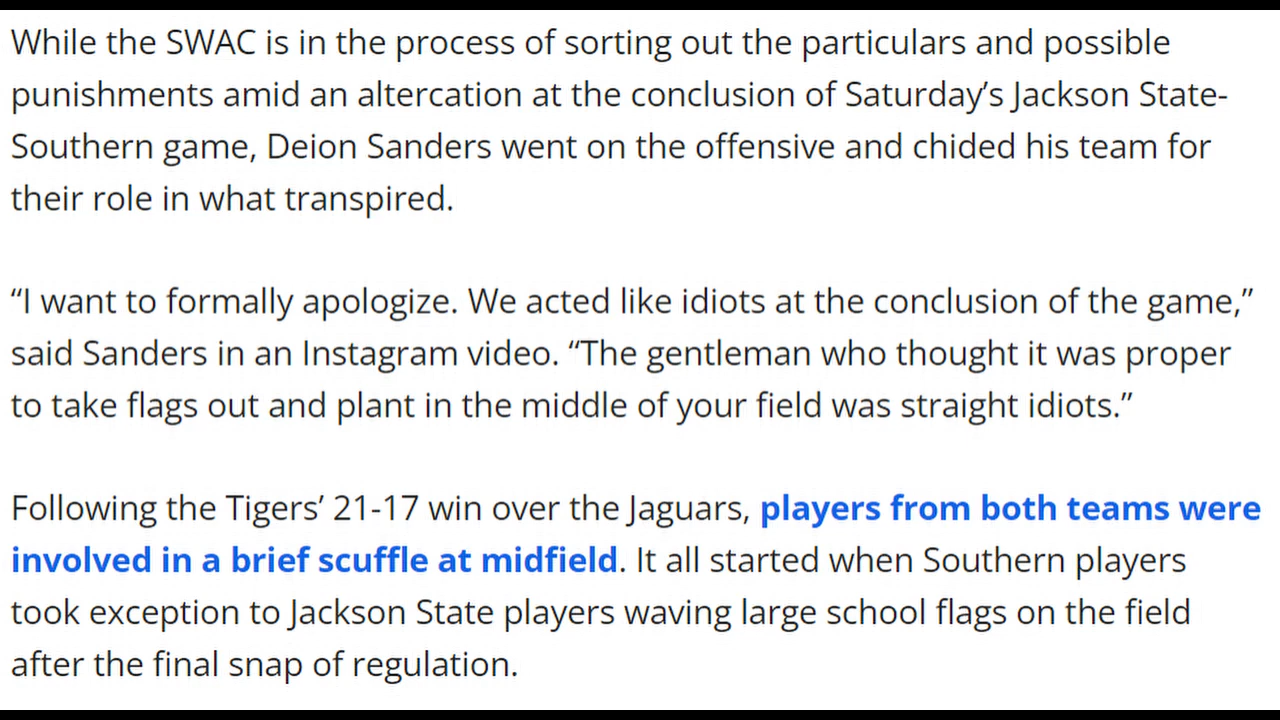 While the SWAC is in the process of sorting out the particulars and possible
punishments amid an altercation at the conclusion of Saturday’s Jackson State-
Southern game, Deion Sanders went on the offensive and chided his team for
their role in what transpired.
“I want to formally apologize. We acted like idiots at the conclusion of the game,”
said Sanders in an Instagram video. “The gentleman who thought it was proper
to take flags out and plant in the middle of your field was straight idiots.”
Following the Tigers’ 21-17 win over the Jaguars, players from both teams were
involved in a brief scuffle at midfield. It all started when Southern players
took exception to Jackson State players waving large school flags on the field
after the final snap of regulation.